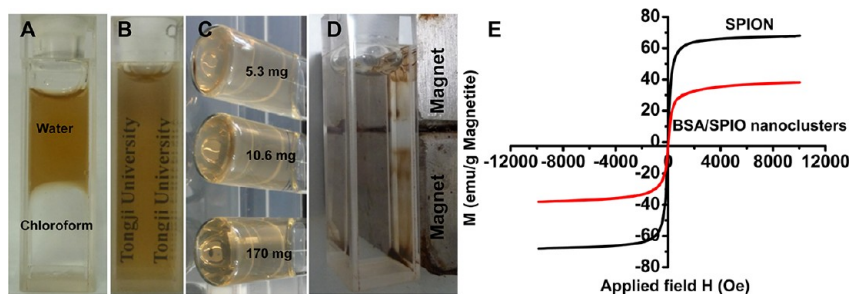 A
B
C
D
E
Water
Chloroform
Tongji University
Tongji University
5.3 mg
10.6 mg
170 mg
Magnet
Magnet
M (emu/g Magnetite)
80
60
40
20
0
-20
-40
-60
-80
-12000 -8000 -4000 0 4000 8000 12000
SPION
BSA/SPIO nanoclusters
Applied field H (Oe)